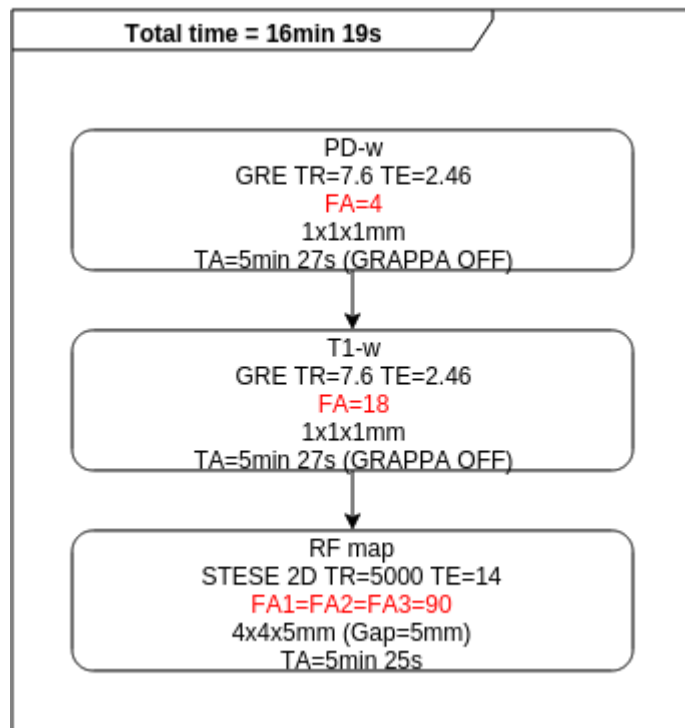 Total time = 16min 19s
PD-w
GRE TR=7.6 TE=2.46
FA=4
1x1x1mm
TA=5min 27s (GRAPPA OFF)
T1-w
GRE TR=7.6 TE=2.46
FA=18
1x1x1mm
TA=5min 27s (GRAPPA OFF)
RF map
STESE 2D TR=5000 TE=14
FA1=FA2=FA3=90
4x4x5mm (Gap=5mm)
TA=5min 25s